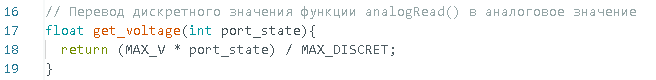 16 // Перевод дискретного значения функции analogRead() в аналоговое значение
17 float get_voltage(int port_state){
18 return (MAX_V * port_state) / MAX_DISCRET;
19 }